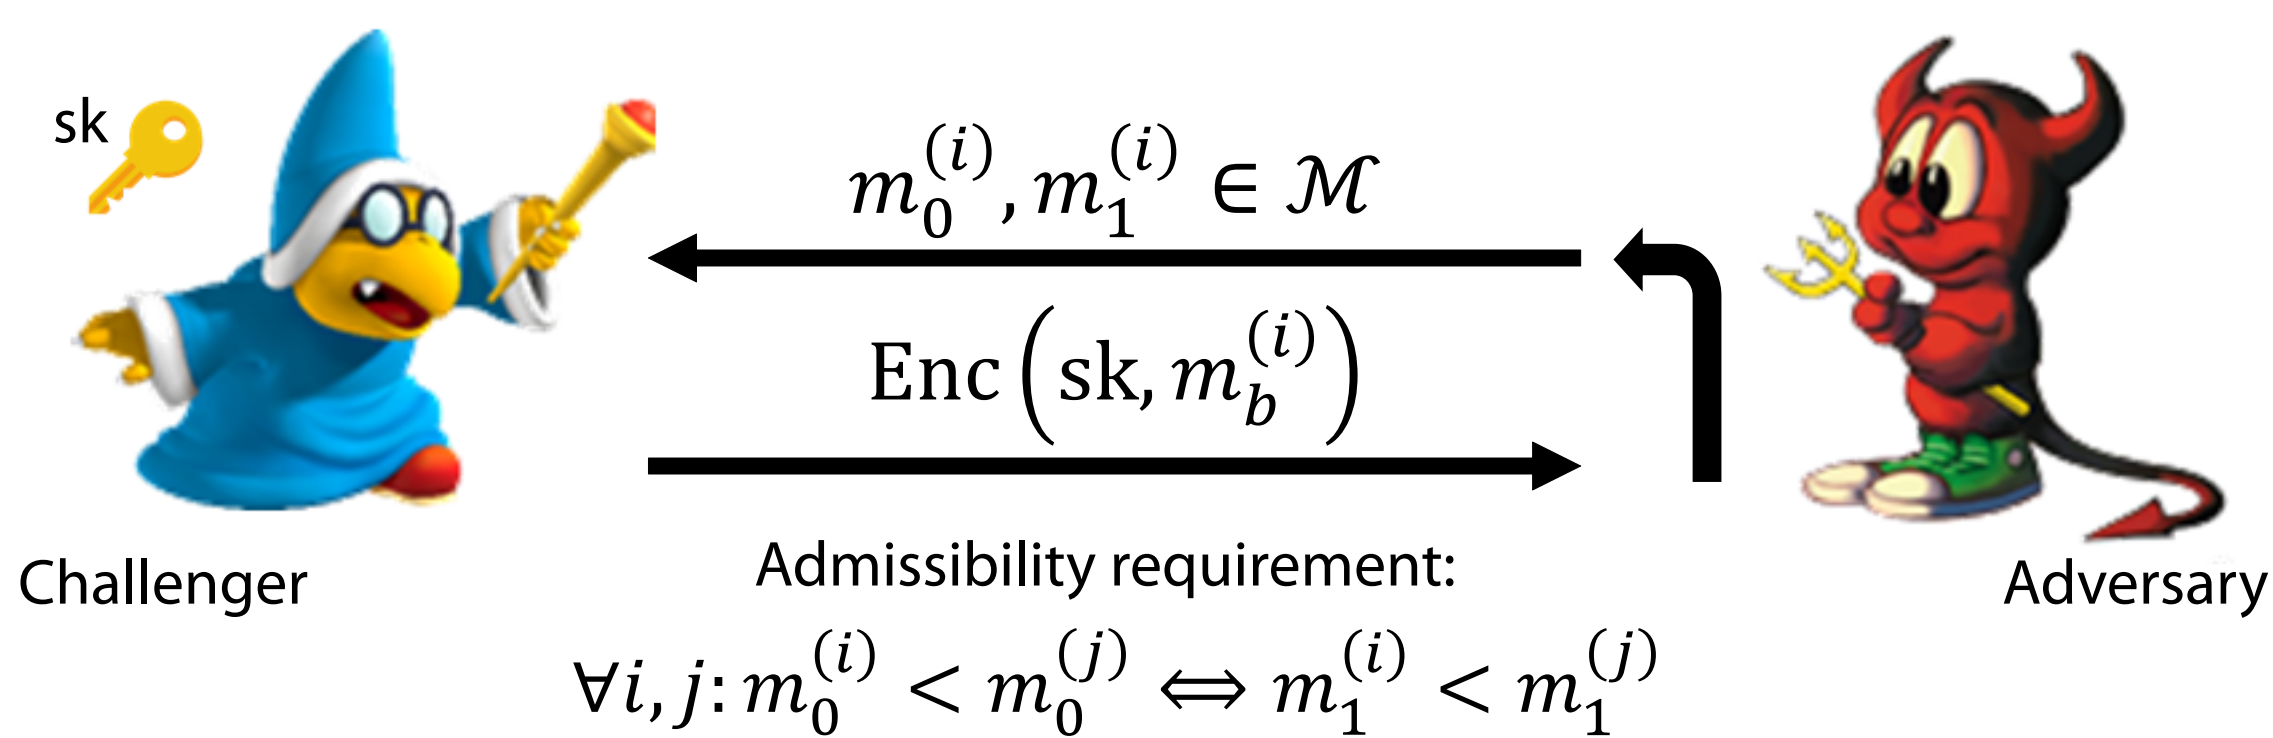 sk
m_0^{(i)}, m_1^{(i)} ∈ ℳ
Enc(sk, m_b^{(i)})
Challenger
Admissibility requirement:
Adversary
∀i, j: m_0^{(i)} < m_0^{(j)} ⟺ m_1^{(i)} < m_1^{(j)}